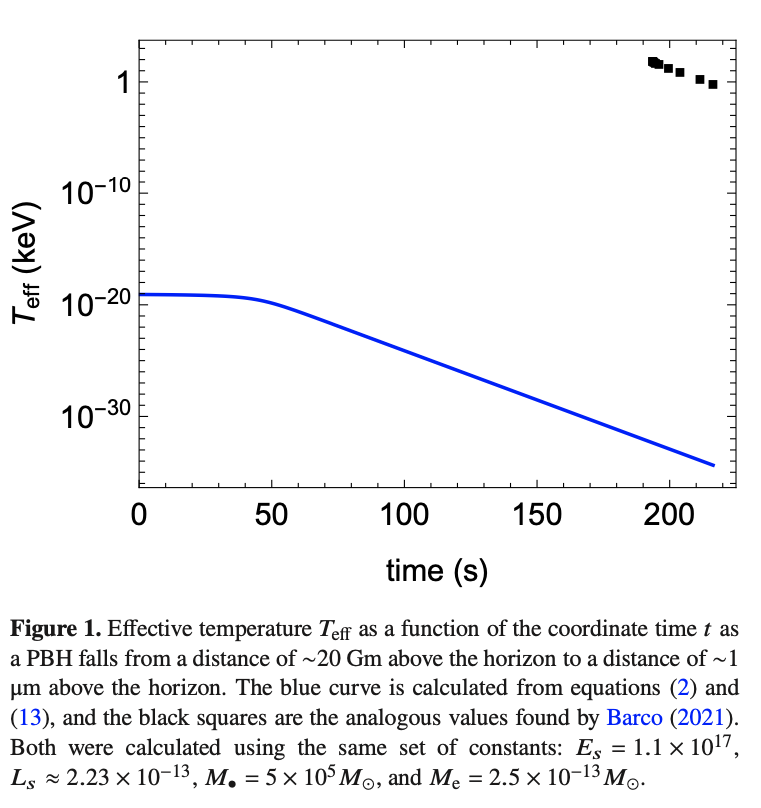 1
10⁻¹⁰
10⁻²⁰
10⁻³⁰
T_eff (keV)
0 50 100 150 200
time (s)
Figure 1. Effective temperature T_eff as a function of the coordinate time t as
a PBH falls from a distance of ~20 Gm above the horizon to a distance of ~1
μm above the horizon. The blue curve is calculated from equations (2) and
(13), and the black squares are the analogous values found by Barco (2021).
Both were calculated using the same set of constants: E_s = 1.1 × 10¹⁷,
L_s ≈ 2.23 × 10⁻¹³, M_• = 5 × 10⁵ M_☉, and M_e = 2.5 × 10⁻¹³ M_☉.